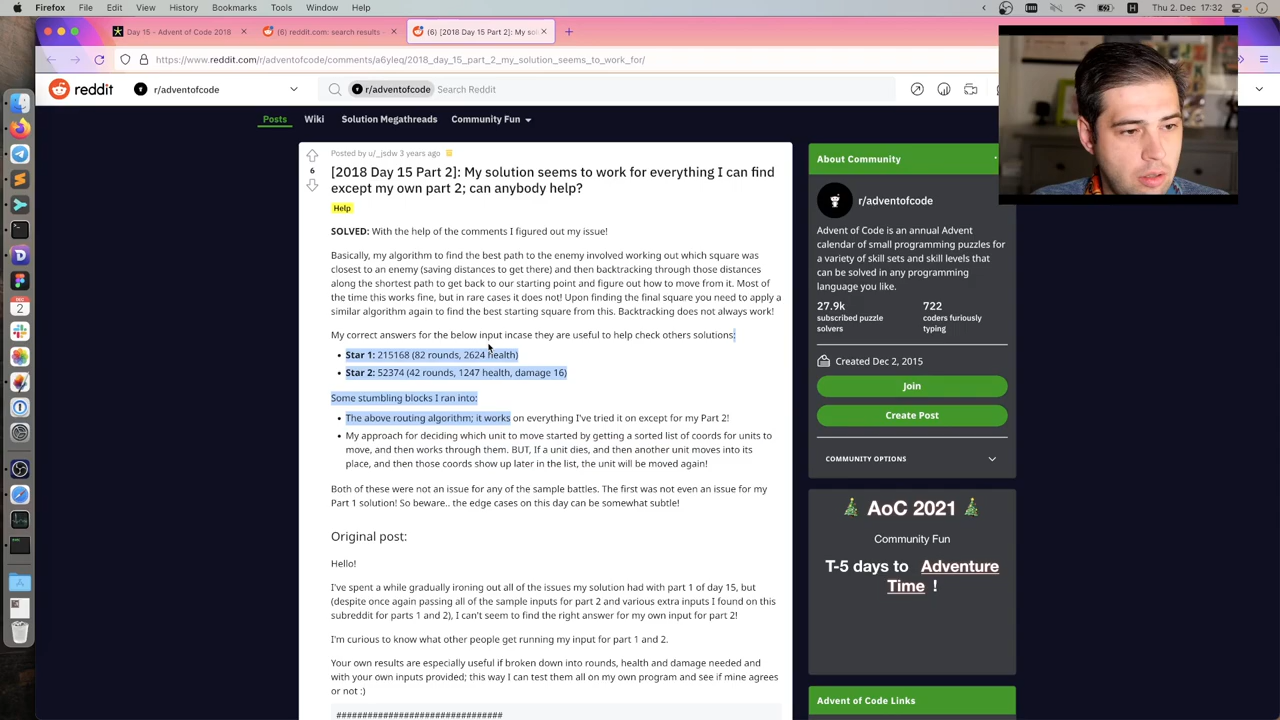 Firefox File Edit View History Bookmarks Tools Window Help
Thu 2 Dec 17:32
Day 15 - Advent of Code 2018
(6) reddit.com: search results -
(6) [2018 Day 15 Part 2]: My sol
https://www.reddit.com/r/adventofcode/comments/a6yleq/2018_day_15_part_2_my_solution_seems_to_work_for/
reddit
r/adventofcode
r/adventofcode Search Reddit
Posts Wiki Solution Megathreads Community Fun
Posted by u/_jsdw 3 years ago
6
[2018 Day 15 Part 2]: My solution seems to work for everything I can find
except my own part 2; can anybody help?
Help
SOLVED: With the help of the comments I figured out my issue!
Basically, my algorithm to find the best path to the enemy involved working out which square was
closest to an enemy (saving distances to get there) and then backtracking through those distances
along the shortest path to get back to our starting point and figure out how to move from it. Most of
the time this works fine, but in rare cases it does not! Upon finding the final square you need to apply a
similar algorithm again to find the best starting square from this. Backtracking does not always work!
My correct answers for the below input incase they are useful to help check others solutions:
• Star 1: 215168 (82 rounds, 2624 health)
• Star 2: 52374 (42 rounds, 1247 health, damage 16)
Some stumbling blocks I ran into:
• The above routing algorithm; it works on everything I've tried it on except for my Part 2!
• My approach for deciding which unit to move started by getting a sorted list of coords for units to
move, and then works through them. BUT, If a unit dies, and then another unit moves into its
place, and then those coords show up later in the list, the unit will be moved again!
Both of these were not an issue for any of the sample battles. The first was not even an issue for my
Part 1 solution! So beware.. the edge cases on this day can be somewhat subtle!
Original post:
Hello!
I've spent a while gradually ironing out all of the issues my solution had with part 1 of day 15, but
(despite once again passing all of the sample inputs for part 2 and various extra inputs I found on this
subreddit for parts 1 and 2), I can't seem to find the right answer for my own input for part 2!
I'm curious to know what other people get running my input for part 1 and 2.
Your own results are especially useful if broken down into rounds, health and damage needed and
with your own inputs provided; this way I can test them all on my own program and see if mine agrees
or not :)
################################
About Community
r/adventofcode
Advent of Code is an annual Advent
calendar of small programming puzzles for
a variety of skill sets and skill levels that
can be solved in any programming
language you like.
27.9k 722
subscribed puzzle coders furiously
solvers typing
Created Dec 2, 2015
Join
Create Post
COMMUNITY OPTIONS
AoC 2021
Community Fun
T-5 days to Adventure
Time !
Advent of Code Links
DEC
2